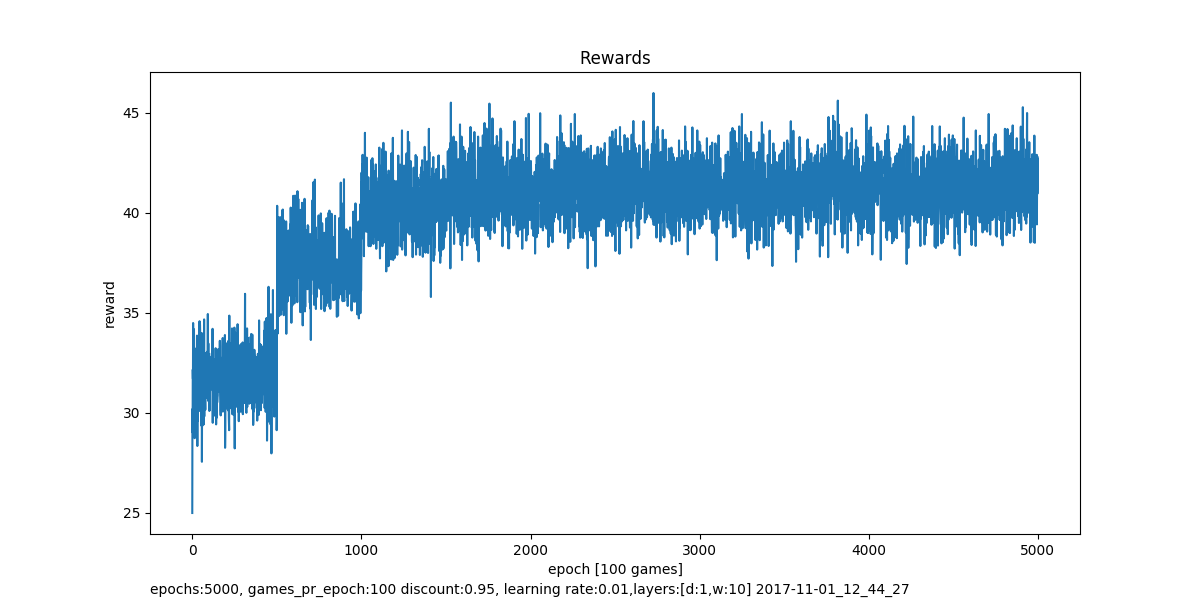 Rewards
45
40
35
30
25
reward
0 1000 2000 3000 4000 5000
epoch [100 games]
epochs:5000, games_pr_epoch:100 discount:0.95, learning rate:0.01,layers:[d:1,w:10] 2017-11-01_12_44_27